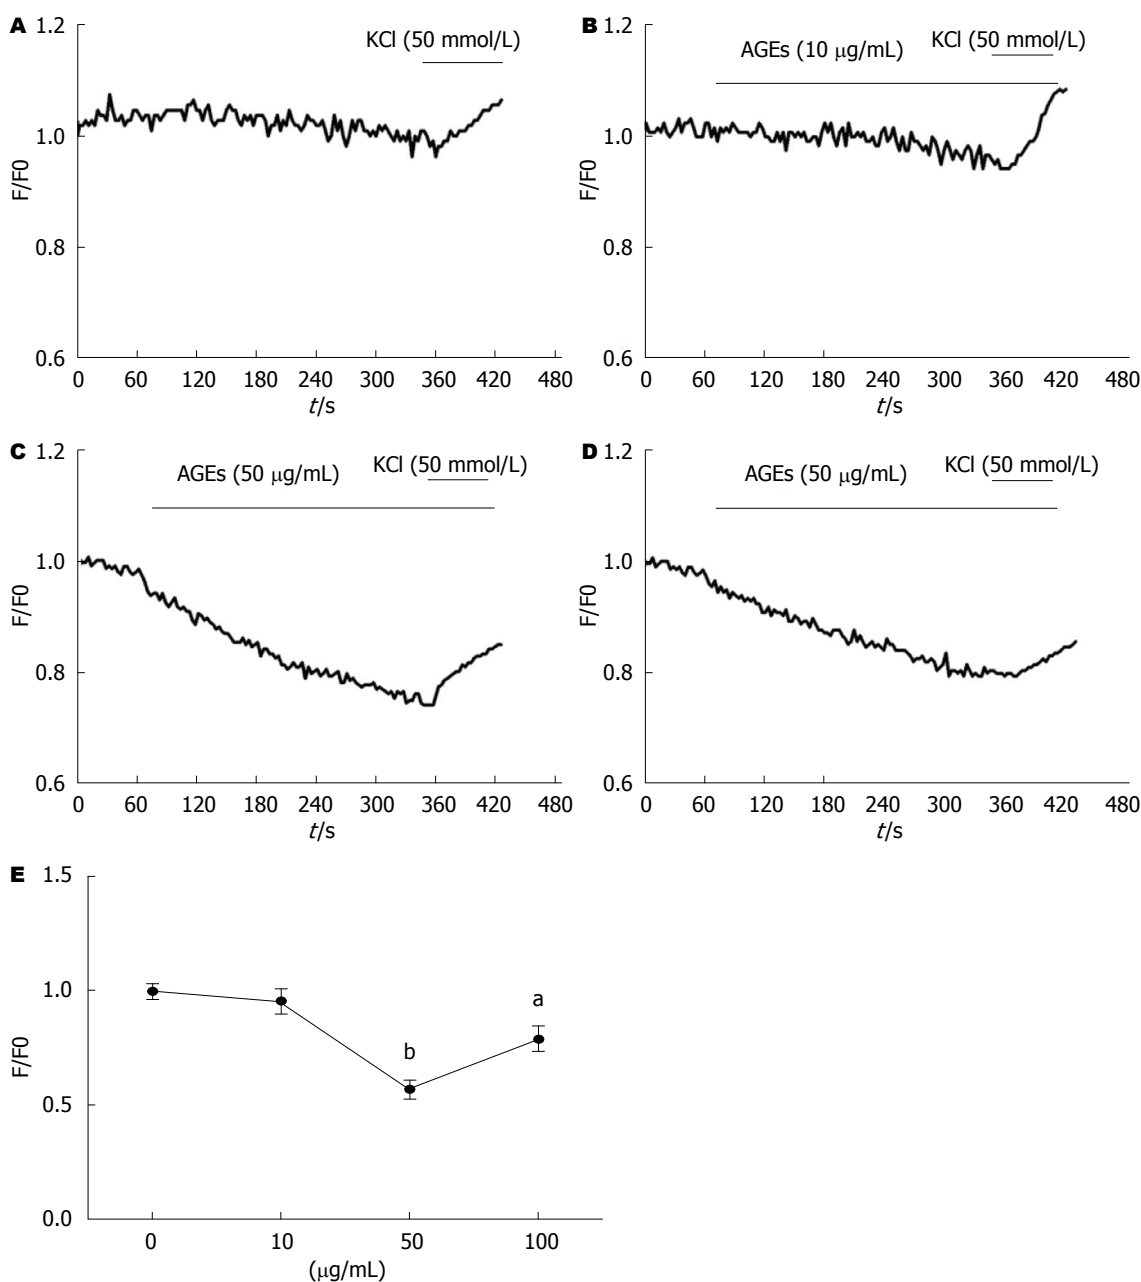 A
1.2
1.0
0.8
0.6
F/F0
KCl (50 mmol/L)
0 60 120 180 240 300 360 420 480
t/s
B
1.2
1.0
0.8
0.6
F/F0
AGEs (10 μg/mL)
KCl (50 mmol/L)
0 60 120 180 240 300 360 420 480
t/s
C
1.2
1.0
0.8
0.6
F/F0
AGEs (50 μg/mL)
KCl (50 mmol/L)
0 60 120 180 240 300 360 420 480
t/s
D
1.2
1.0
0.8
0.6
F/F0
AGEs (50 μg/mL)
KCl (50 mmol/L)
0 60 120 180 240 300 360 420 480
t/s
E
1.5
1.0
0.5
0.0
F/F0
b
a
0 10 50 100
(μg/mL)